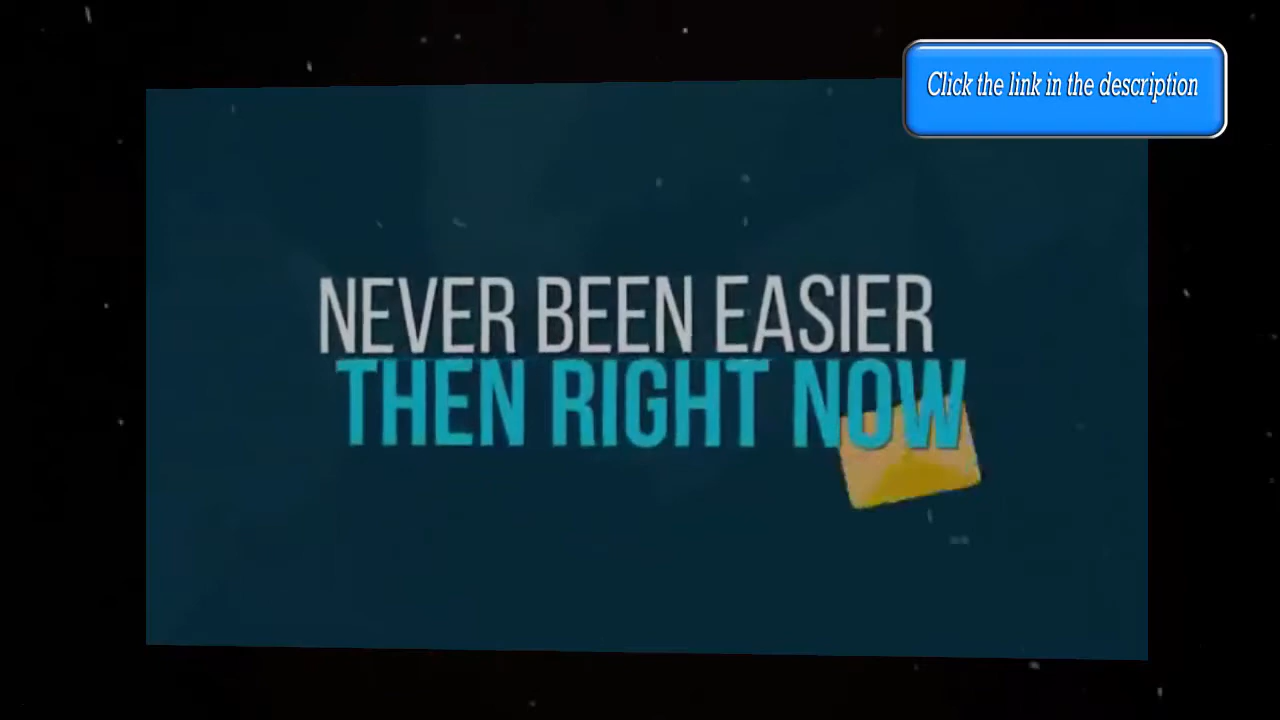 Click the link in the description
NEVER BEEN EASIER
THEN RIGHT NOW